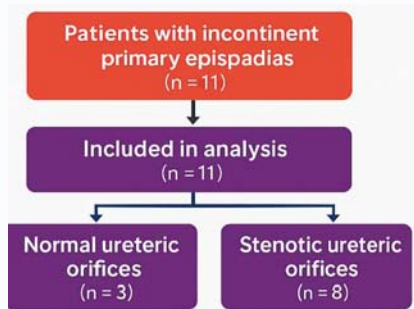 Patients with incontinent
primary epispadias
(n = 11)
Included in analysis
(n = 11)
Normal ureteric
orifices
(n = 3)
Stenotic ureteric
orifices
(n = 8)